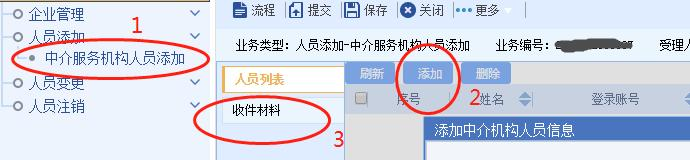 企业管理
人员添加
中介服务机构人员添加
人员变更
人员注销
1
流程 提交 保存 关闭 更多
业务类型：人员添加-中介服务机构人员添加 业务编号： 受理人
人员列表
收件材料
3
刷新 添加 删除
2
序号 姓名 登录账号
添加中介机构人员信息